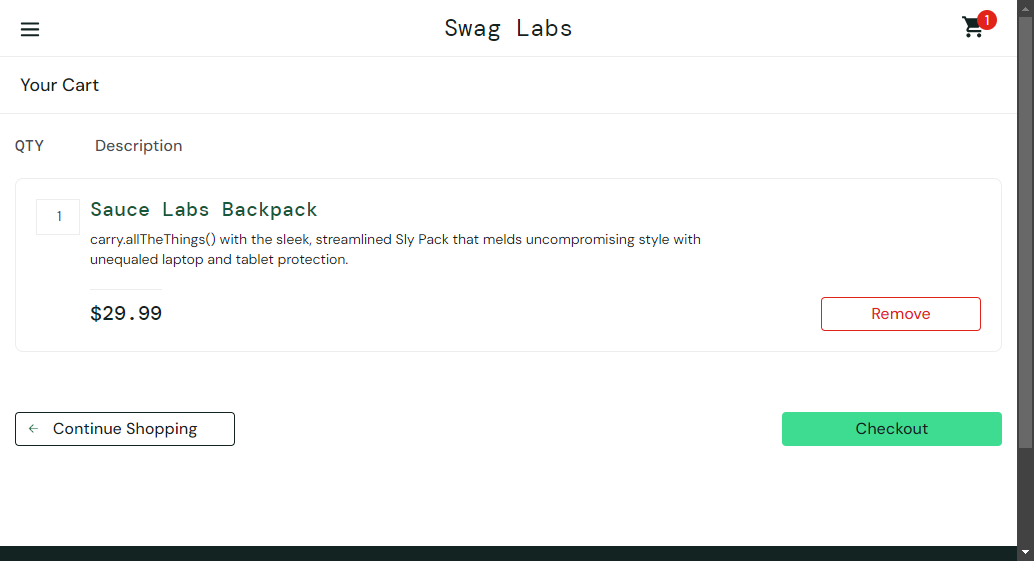 Swag Labs
1
Your Cart
QTY Description
1
Sauce Labs Backpack
carry.allTheThings() with the sleek, streamlined Sly Pack that melds uncompromising style with
unequaled laptop and tablet protection.
$29.99
Remove
Continue Shopping
Checkout